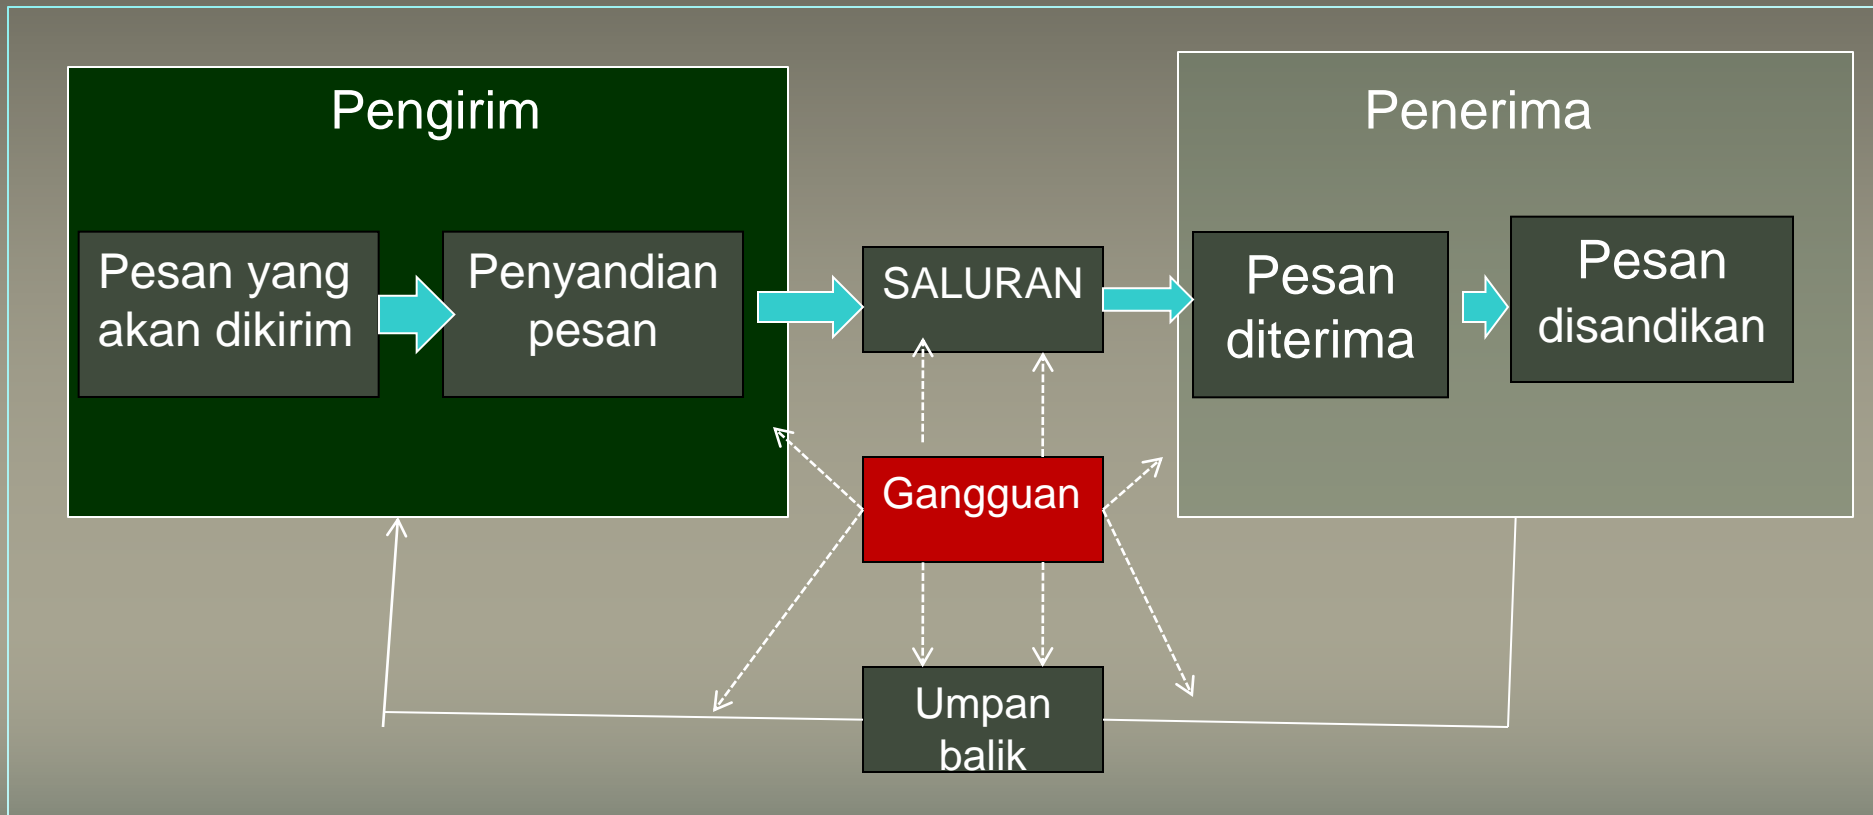 Pengirim
Pesan yang
akan dikirim
Penyandian
pesan
SALURAN
Penerima
Pesan
diterima
Pesan
disandikan
Gangguan
Umpan
balik